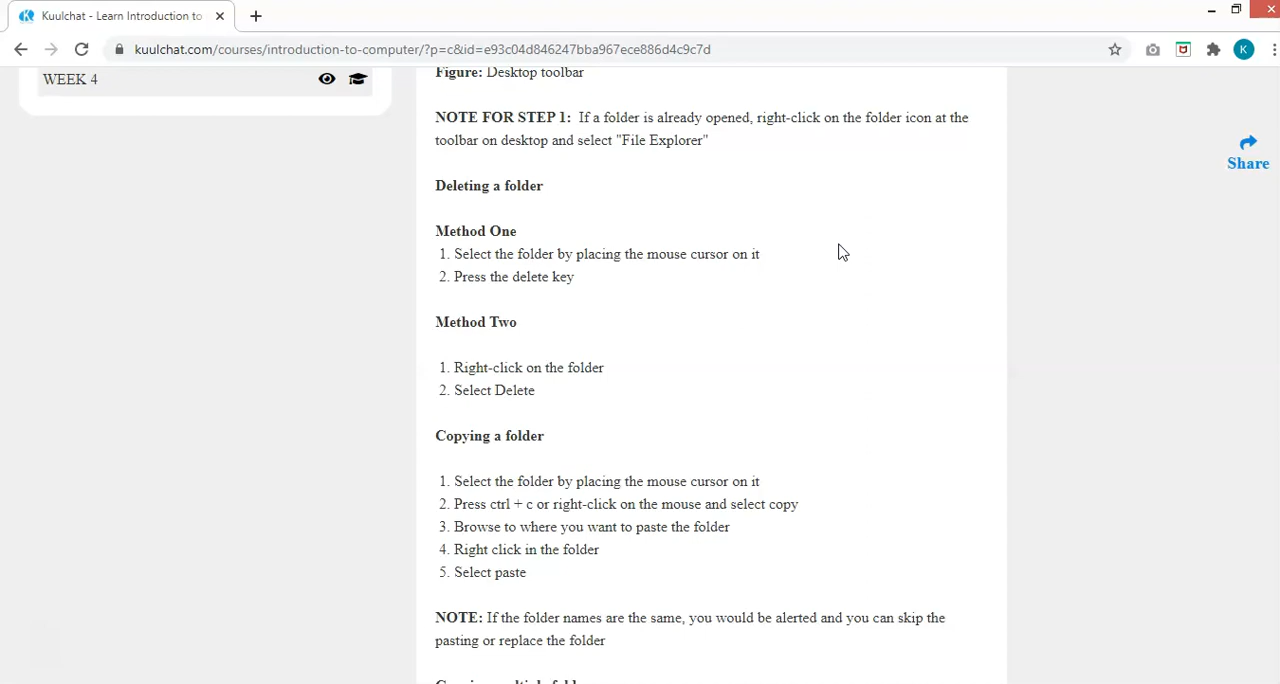 Kuulchat - Learn Introduction to
kuulchat.com/courses/introduction-to-computer/?p=c&id=e93c04d846247bba967ece886d4c9c7d
K
WEEK 4
Share
Figure: Desktop toolbar
NOTE FOR STEP 1: If a folder is already opened, right-click on the folder icon at the
toolbar on desktop and select "File Explorer"
Deleting a folder
Method One
1. Select the folder by placing the mouse cursor on it
2. Press the delete key
Method Two
1. Right-click on the folder
2. Select Delete
Copying a folder
1. Select the folder by placing the mouse cursor on it
2. Press ctrl + c or right-click on the mouse and select copy
3. Browse to where you want to paste the folder
4. Right click in the folder
5. Select paste
NOTE: If the folder names are the same, you would be alerted and you can skip the
pasting or replace the folder